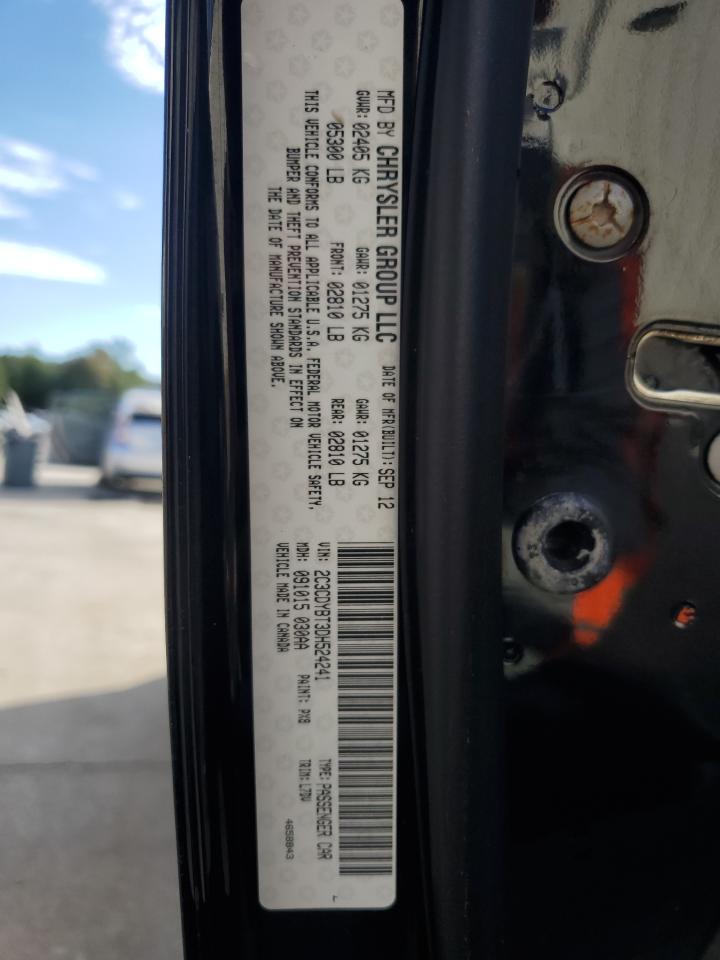 MFD BY CHRYSLER GROUP LLC DATE OF MFR(BUILT): SEP 12
GVWR: 02405 KG GAWR: 01275 KG GAWR: 01275 KG
05300 LB FRONT: 02810 LB REAR: 02810 LB
THIS VEHICLE CONFORMS TO ALL APPLICABLE U.S.A. FEDERAL MOTOR VEHICLE SAFETY,
BUMPER AND THEFT PREVENTION STANDARDS IN EFFECT ON
THE DATE OF MANUFACTURE SHOWN ABOVE.
VIN: 2C3CDYBT3DH524241 TYPE: PASSENGER CAR
MDH: 091015 030AA PAINT: PX8 TRIM: L7DV
VEHICLE MADE IN CANADA 4658843
L